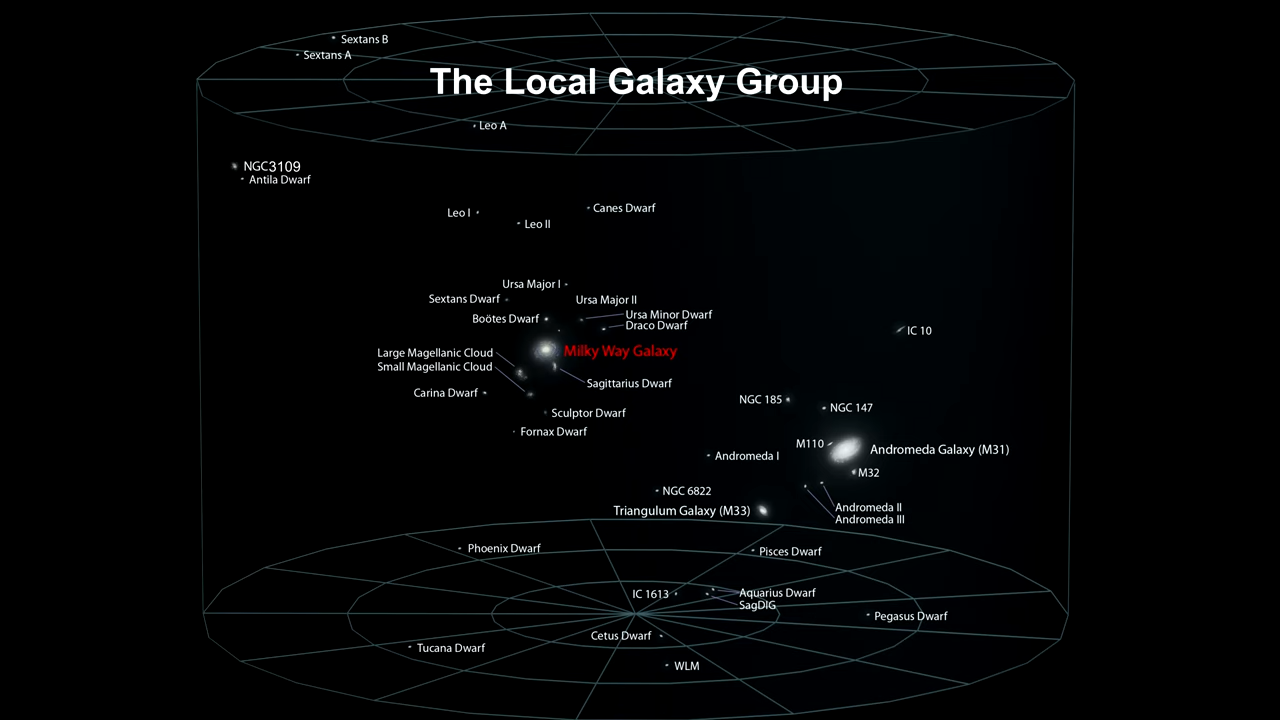 Sextans B
Sextans A
The Local Galaxy Group
Leo A
NGC3109
Antila Dwarf
Leo I
Leo II
Canes Dwarf
Ursa Major I
Sextans Dwarf
Ursa Major II
Boötes Dwarf
Ursa Minor Dwarf
Draco Dwarf
IC 10
Large Magellanic Cloud
Milky Way Galaxy
Small Magellanic Cloud
Sagittarius Dwarf
Carina Dwarf
NGC 185
NGC 147
Sculptor Dwarf
Fornax Dwarf
M110
Andromeda Galaxy (M31)
Andromeda I
M32
NGC 6822
Triangulum Galaxy (M33)
Andromeda II
Andromeda III
Phoenix Dwarf
Pisces Dwarf
IC 1613
Aquarius Dwarf
SagDIG
Pegasus Dwarf
Cetus Dwarf
Tucana Dwarf
WLM